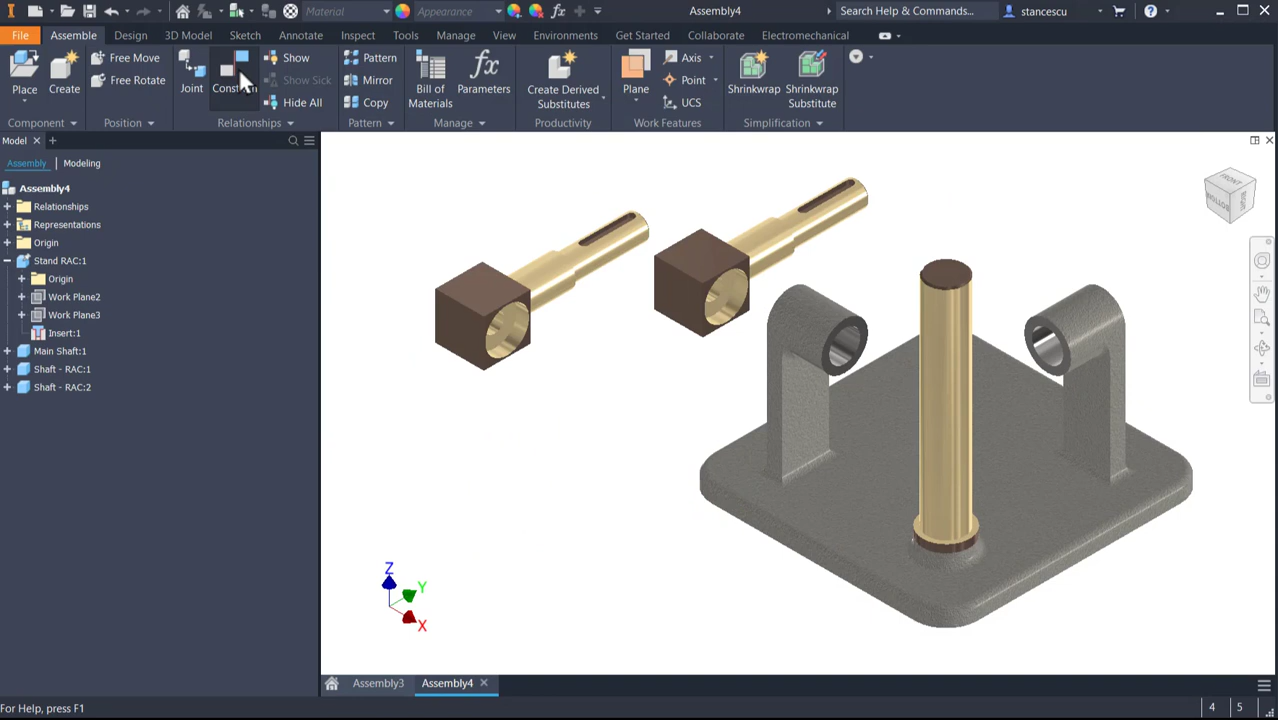 Material
Appearance
Assembly4
Search Help & Commands...
stancescu
File
Assemble
Design
3D Model
Sketch
Annotate
Inspect
Tools
Manage
View
Environments
Get Started
Collaborate
Electromechanical
Place
Create
Free Move
Free Rotate
Joint
Show
Show Sick
Hide All
Pattern
Mirror
Copy
Bill of
Materials
Parameters
Create Derived
Substitutes
Plane
Axis
Point
UCS
Shrinkwrap
Shrinkwrap
Substitute
Component
Position
Relationships
Pattern
Manage
Productivity
Work Features
Simplification
Model
Assembly
Modeling
Assembly4
Relationships
Representations
Origin
Stand RAC:1
Origin
Work Plane2
Work Plane3
Insert:1
Main Shaft:1
Shaft - RAC:1
Shaft - RAC:2
FRONT
BOTTOM
RIGHT
Z
Y
X
Assembly3
Assembly4
For Help, press F1
4
5